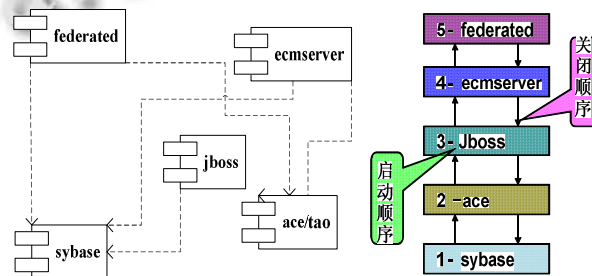 federated
ecmserver
jboss
ace/tao
sybase
5- federated
4- ecmserver
3- Jboss
2 -ace
1- sybase
关闭顺序
启动顺序